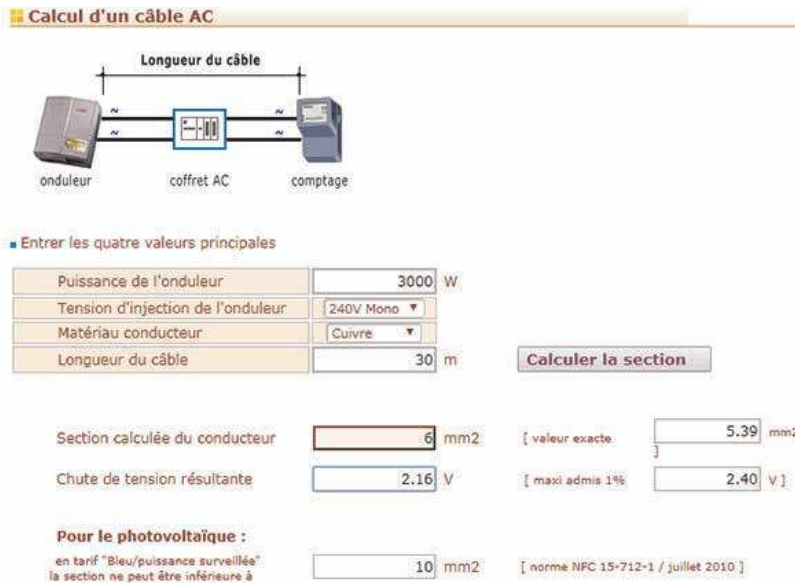 Calcul d'un câble AC
Longueur du câble
~ ~
~ ~
onduleur coffret AC comptage
Entrer les quatre valeurs principales
Puissance de l'onduleur 3000 W
Tension d'injection de l'onduleur 240V Mono
Matériau conducteur Cuivre
Longueur du câble 30 m Calculer la section
Section calculée du conducteur 6 mm2 [ valeur exacte 5.39 mm2
]
Chute de tension résultante 2.16 V [ maxi admis 1% 2.40 V ]
Pour le photovoltaïque :
en tarif "Bleu/puissance surveillée"
la section ne peut être inférieure à 10 mm2 [ norme NFC 15-712-1 / juillet 2010 ]